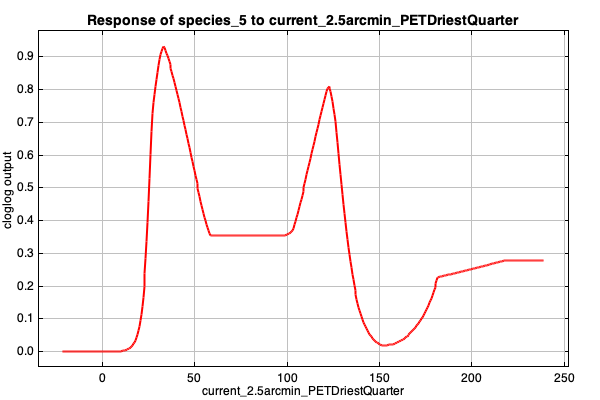 Response of species_5 to current_2.5arcmin_PETDriestQuarter
cloglog output
0.9
0.8
0.7
0.6
0.5
0.4
0.3
0.2
0.1
0.0
0 50 100 150 200 250
current_2.5arcmin_PETDriestQuarter